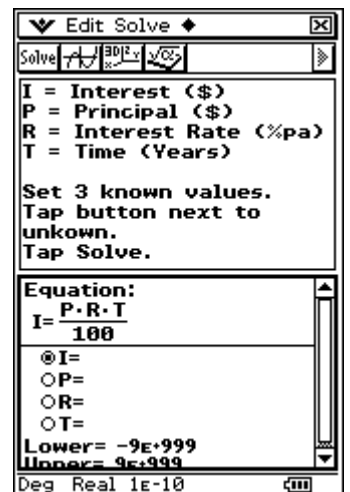 Edit Solve
Solve
I = Interest ($)
P = Principal ($)
R = Interest Rate (%pa)
T = Time (Years)
Set 3 known values.
Tap button next to
unkown.
Tap Solve.
Equation:
I=P·R·T/100
I=
P=
R=
T=
Lower= -9E+999
Upper= 9E+999
Deg Real 1E-10